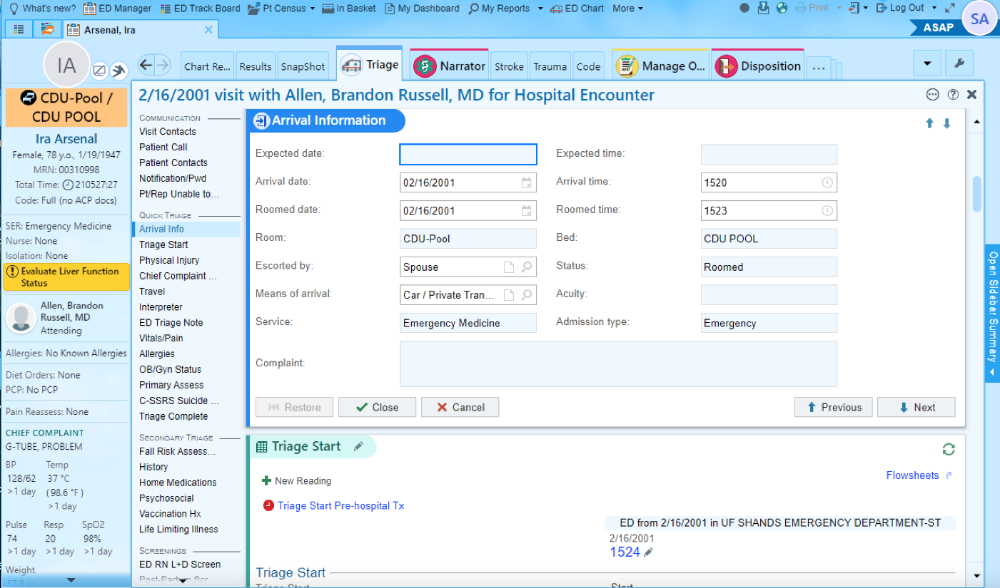 What's new? ED Manager ED Track Board Pt Census In Basket My Dashboard My Reports ED Chart More Print Log Out
SA
Arsenal, Ira
ASAP
IA
Chart Re... Results SnapShot Triage Narrator Stroke Trauma Code Manage O... Disposition ...
2/16/2001 visit with Allen, Brandon Russell, MD for Hospital Encounter
CDU-Pool /
CDU POOL
Ira Arsenal
Female, 78 y.o., 1/19/1947
MRN: 00310998
Total Time: 210527:27
Code: Full (no ACP docs)
SER: Emergency Medicine
Nurse: None
Isolation: None
Evaluate Liver Function
Status
Allen, Brandon
Russell, MD
Attending
Allergies: No Known Allergies
Diet Orders: None
PCP: No PCP
Pain Reassess: None
CHIEF COMPLAINT
G-TUBE, PROBLEM
BP Temp
128/62 37 °C
>1 day (98.6 °F)
>1 day
Pulse Resp SpO2
74 20 98%
>1 day >1 day >1 day
Weight
COMMUNICATION
Visit Contacts
Patient Call
Patient Contacts
Notification/Pwd
Pt/Rep Unable to...
QUICK TRIAGE
Arrival Info
Triage Start
Physical Injury
Chief Complaint ...
Travel
Interpreter
ED Triage Note
Vitals/Pain
Allergies
OB/Gyn Status
Primary Assess
C-SSRS Suicide ...
Triage Complete
SECONDARY TRIAGE
Fall Risk Assess...
History
Home Medications
Psychosocial
Vaccination Hx
Life Limiting Illness
SCREENINGS
ED RN L+D Screen
Post-Partum Scr
Arrival Information
Expected date: Expected time:
Arrival date: 02/16/2001 Arrival time: 1520
Roomed date: 02/16/2001 Roomed time: 1523
Room: CDU-Pool Bed: CDU POOL
Escorted by: Spouse Status: Roomed
Means of arrival: Car / Private Tran... Acuity:
Service: Emergency Medicine Admission type: Emergency
Complaint:
Restore Close Cancel Previous Next
Triage Start
New Reading
Flowsheets
Triage Start Pre-hospital Tx
ED from 2/16/2001 in UF SHANDS EMERGENCY DEPARTMENT-ST
2/16/2001
1524
Triage Start
Triage Start Start
Open Sidebar Summary